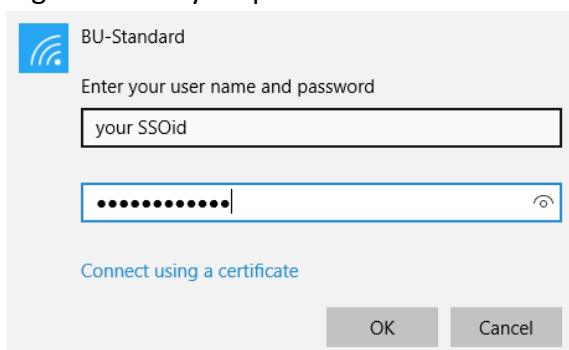 BU-Standard
Enter your user name and password
your SSOid
••••••••••••
Connect using a certificate
OK Cancel